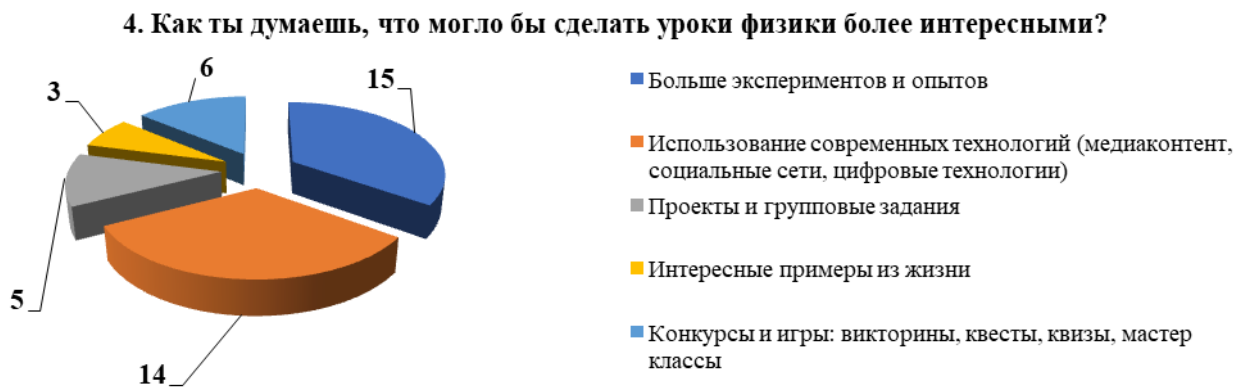 4. Как ты думаешь, что могло бы сделать уроки физики более интересными?
6
15
3
5
14
Больше экспериментов и опытов
Использование современных технологий (медиаконтент,
социальные сети, цифровые технологии)
Проекты и групповые задания
Интересные примеры из жизни
Конкурсы и игры: викторины, квесты, квизы, мастер
классы